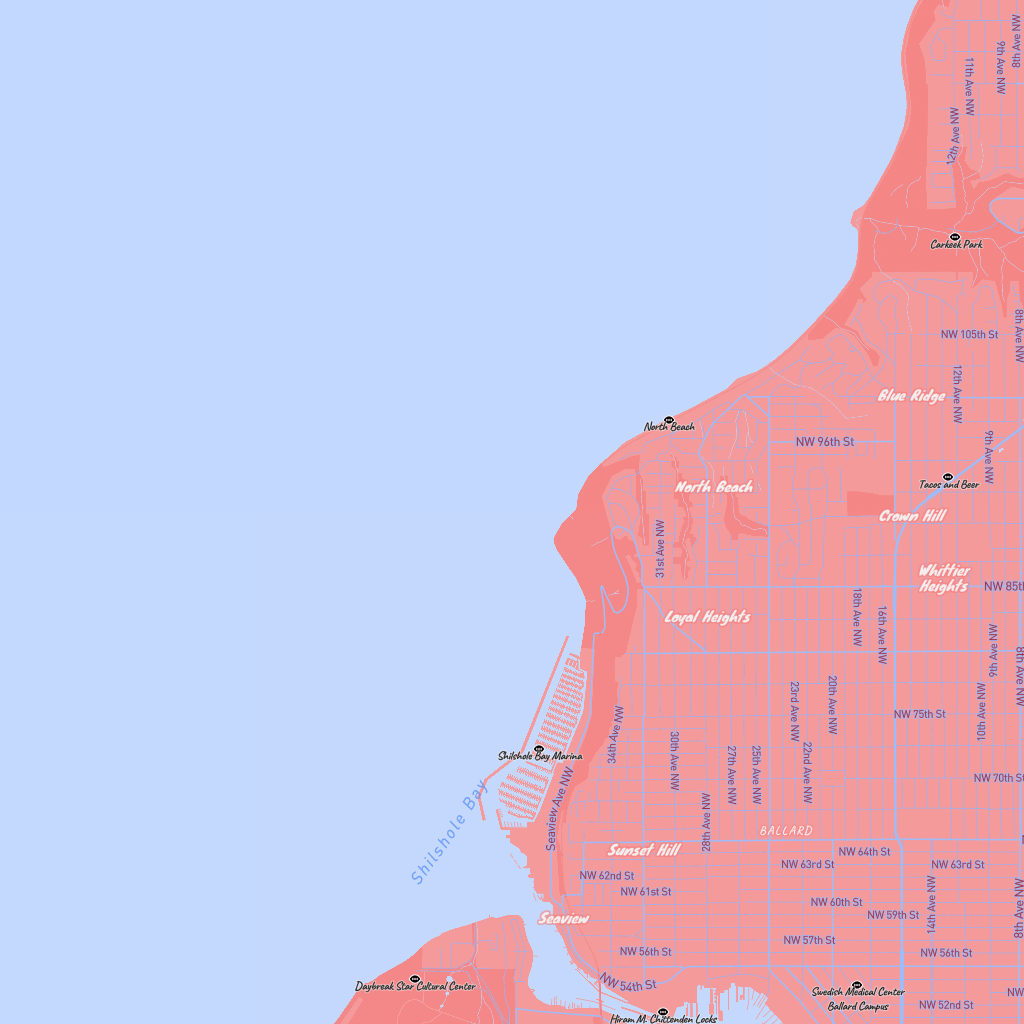 8th Ave NW
9th Ave NW
11th Ave NW
12th Ave NW
Carkeek Park
8th Ave NW
NW 105th St
12th Ave NW
Blue Ridge
North Beach
NW 96th St
9th Ave NW
Tacos and Beer
North Beach
Crown Hill
31st Ave NW
Whittier
Heights
NW 85th
18th Ave NW
16th Ave NW
Loyal Heights
9th Ave NW
8th Ave NW
23rd Ave NW
20th Ave NW
10th Ave NW
34th Ave NW
NW 75th St
30th Ave NW
27th Ave NW
25th Ave NW
22nd Ave NW
Shilshole Bay Marina
NW 70th St
Seaview Ave NW
28th Ave NW
Shilshole Bay
BALLARD
Sunset Hill
NW 64th St
NW 63rd St
NW 63rd St
NW 62nd St
NW 61st St
14th Ave NW
8th Ave NW
NW 60th St
NW 59th St
Seaview
NW 57th St
NW 56th St
NW 56th St
NW 54th St
Daybreak Star Cultural Center
Swedish Medical Center
Ballard Campus
NW
NW 52nd St
Hiram M. Chittenden Locks